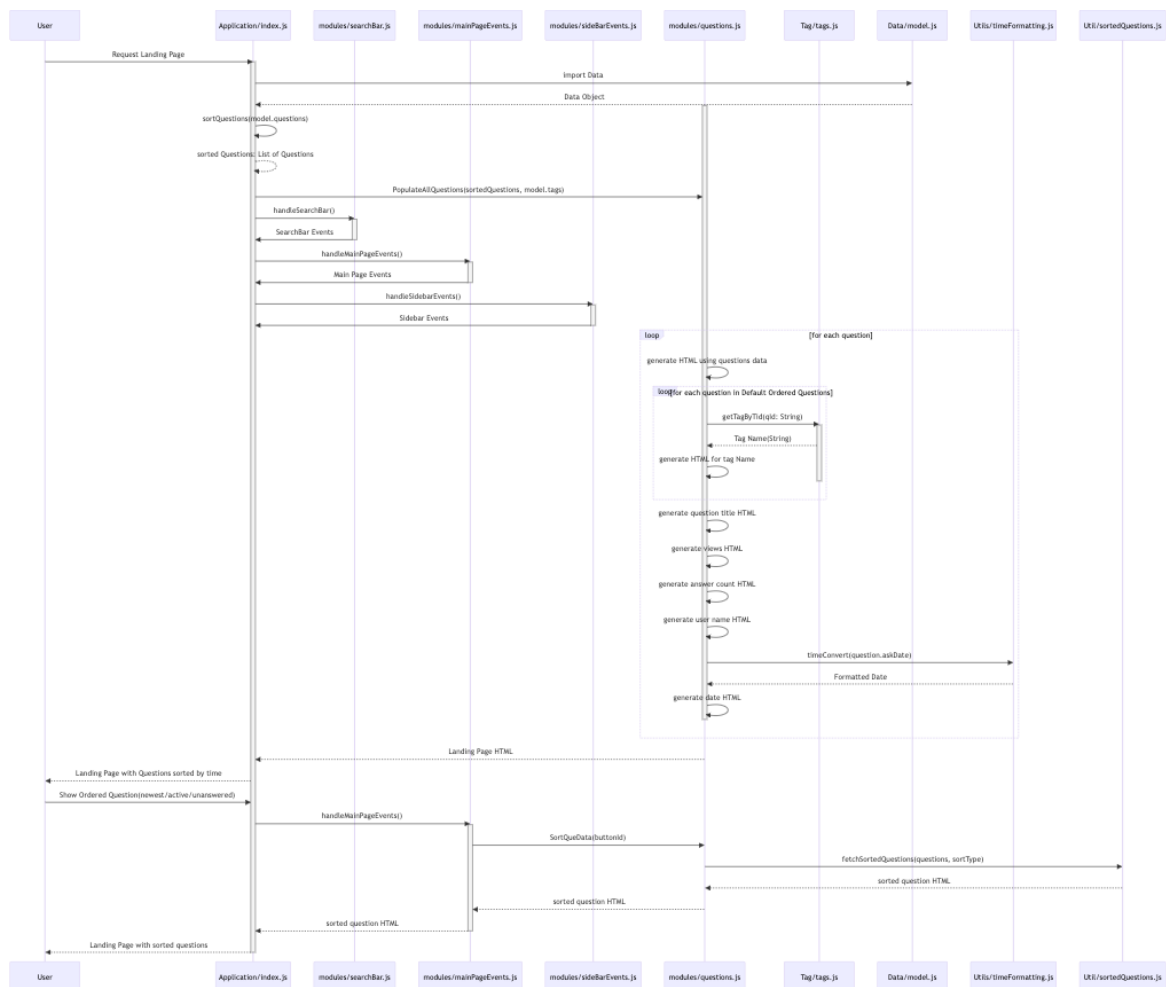 User
Application/index.js
modules/searchBar.js
modules/mainPageEvents.js
modules/sideBarEvents.js
modules/questions.js
Tag/tags.js
Data/model.js
Utils/timeFormatting.js
Util/sortedQuestions.js
Request Landing Page
Import Data
Data Object
sortQuestions(model.questions)
sorted Questions: List of Questions
PopulateAllQuestions(sortedQuestions, model.tags)
handleSearchBar()
SearchBar Events
handleMainPageEvents()
Main Page Events
handleSidebarEvents()
Sidebar Events
loop
[for each question]
generate HTML using questions data
loop
[for each question in Default Ordered Questions]
getTagByTid(qid: String)
Tag Name(String)
generate HTML for tag Name
generate question title HTML
generate views HTML
generate answer count HTML
generate user name HTML
timeConvert(question.askDate)
Formatted Date
generate date HTML
Landing Page HTML
Landing Page with Questions sorted by time
Show Ordered Question(newest/active/unanswered)
handleMainPageEvents()
SortQueData(buttonId)
fetchSortedQuestions(questions, sortType)
sorted question HTML
sorted question HTML
sorted question HTML
Landing Page with sorted questions
User
Application/index.js
modules/searchBar.js
modules/mainPageEvents.js
modules/sideBarEvents.js
modules/questions.js
Tag/tags.js
Data/model.js
Utils/timeFormatting.js
Util/sortedQuestions.js